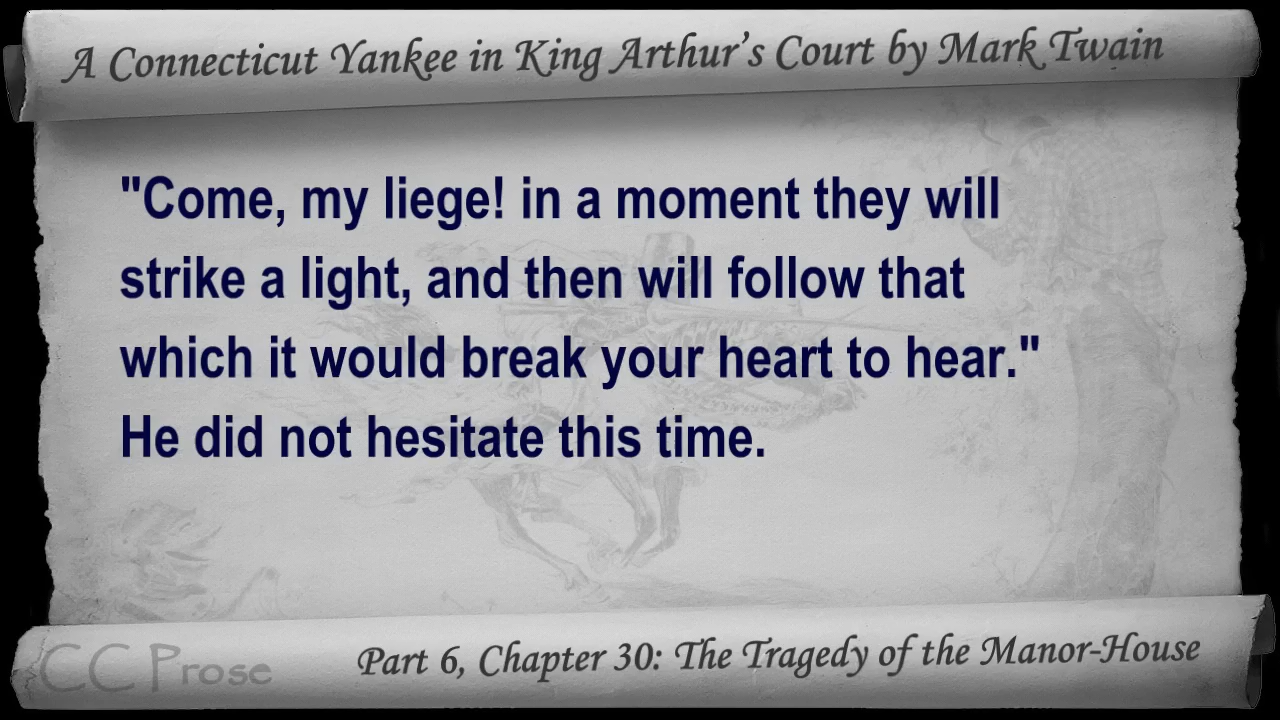 A Connecticut Yankee in King Arthur's Court by Mark Twain
"Come, my liege! in a moment they will
strike a light, and then will follow that
which it would break your heart to hear."
He did not hesitate this time.
CC Prose
Part 6, Chapter 30: The Tragedy of the Manor-House